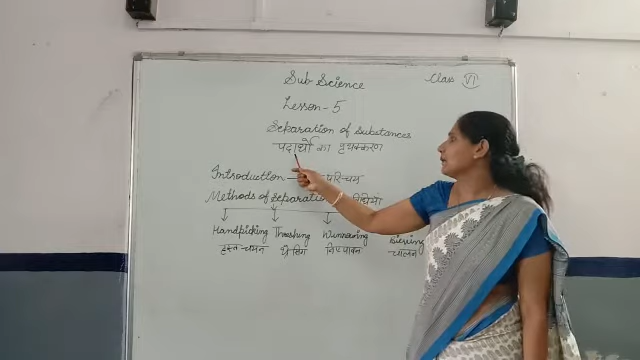 Sub-Science
Class VI
Lesson-5
Separation of Substances
पदार्थो का पृथक्करण
Introduction — परिचय
Methods of Separation विधियां
Handpicking Threshing Winnowing Sieving
हस्त-चयन थ्रेशिंग निष्पावन चालन